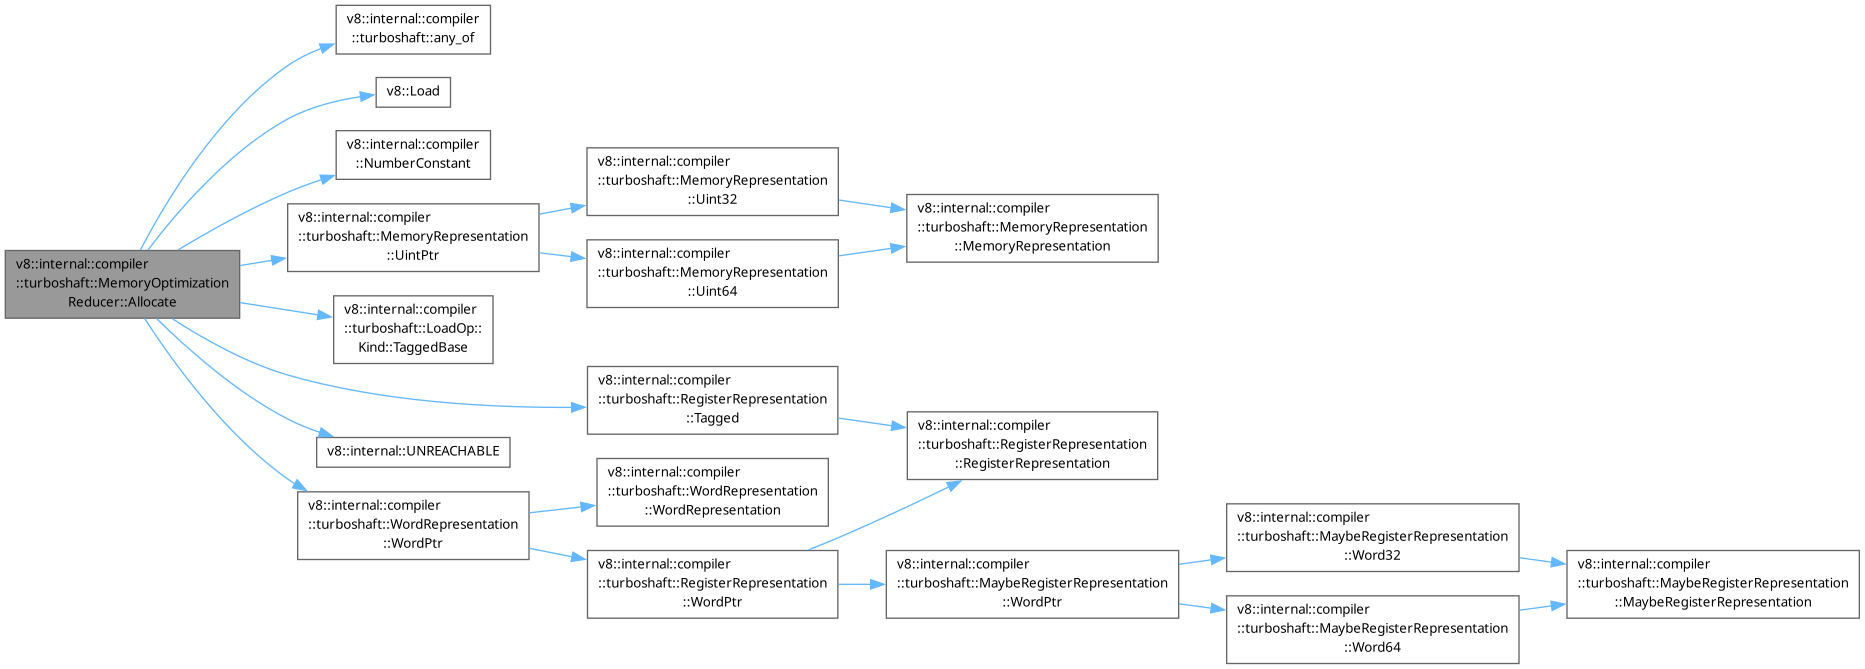 v8::internal::compiler
::turboshaft::any_of
v8::Load
v8::internal::compiler
::NumberConstant
v8::internal::compiler
::turboshaft::MemoryRepresentation
::UintPtr
v8::internal::compiler
::turboshaft::MemoryRepresentation
::Uint32
v8::internal::compiler
::turboshaft::MemoryRepresentation
::Uint64
v8::internal::compiler
::turboshaft::MemoryRepresentation
::MemoryRepresentation
v8::internal::compiler
::turboshaft::MemoryOptimization
Reducer::Allocate
v8::internal::compiler
::turboshaft::LoadOp::
Kind::TaggedBase
v8::internal::compiler
::turboshaft::RegisterRepresentation
::Tagged
v8::internal::compiler
::turboshaft::RegisterRepresentation
::RegisterRepresentation
v8::internal::UNREACHABLE
v8::internal::compiler
::turboshaft::WordRepresentation
::WordPtr
v8::internal::compiler
::turboshaft::WordRepresentation
::WordRepresentation
v8::internal::compiler
::turboshaft::RegisterRepresentation
::WordPtr
v8::internal::compiler
::turboshaft::MaybeRegisterRepresentation
::WordPtr
v8::internal::compiler
::turboshaft::MaybeRegisterRepresentation
::Word32
v8::internal::compiler
::turboshaft::MaybeRegisterRepresentation
::Word64
v8::internal::compiler
::turboshaft::MaybeRegisterRepresentation
::MaybeRegisterRepresentation